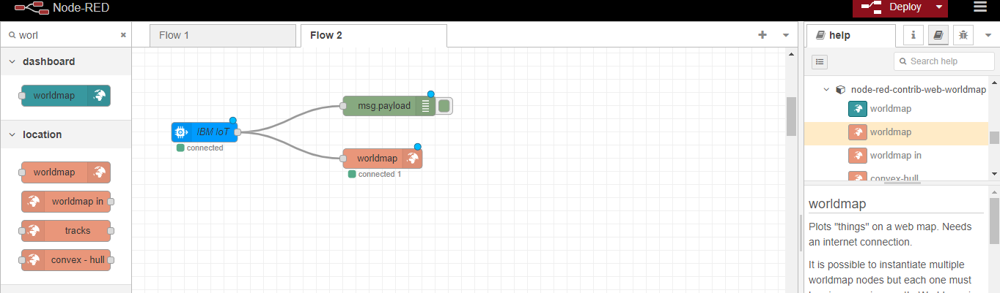 Node-RED
Deploy
worl
Flow 1
Flow 2
help
Search help
dashboard
worldmap
location
worldmap
worldmap in
tracks
convex - hull
msg.payload
IBM IoT
connected
worldmap
connected 1
node-red-contrib-web-worldmap
worldmap
worldmap
worldmap in
convex-hull
worldmap
Plots "things" on a web map. Needs
an internet connection.
It is possible to instantiate multiple
worldmap nodes but each one must